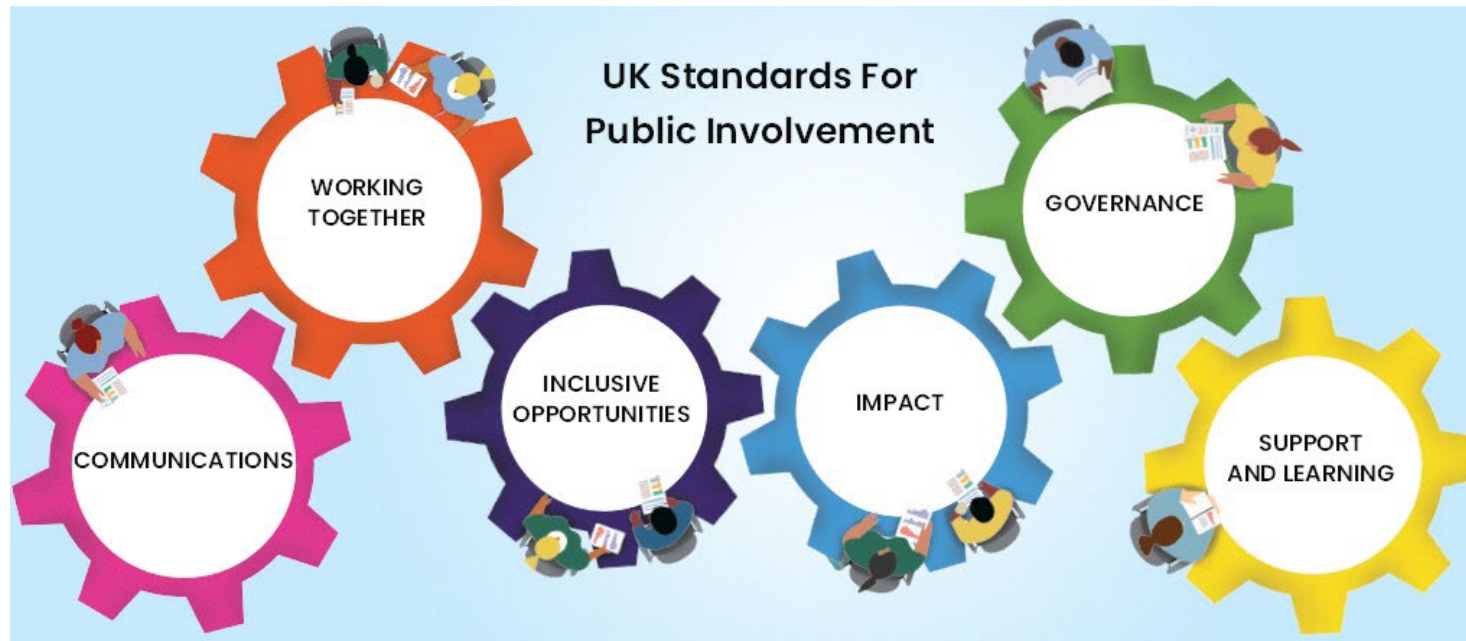 UK Standards For
Public Involvement
WORKING
TOGETHER
GOVERNANCE
COMMUNICATIONS
INCLUSIVE
OPPORTUNITIES
IMPACT
SUPPORT
AND LEARNING